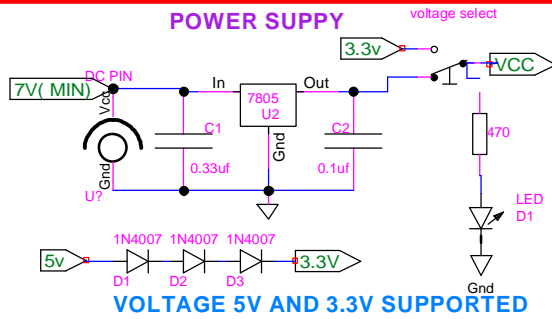 POWER SUPPY
voltage select
3.3v
VCC
DC PIN
7V( MIN)
Vcc
In
7805
U2
Out
Gnd
C1
0.33uf
C2
0.1uf
470
Gnd
U?
LED
D1
Gnd
5v
1N4007
1N4007
1N4007
D1
D2
D3
3.3V
VOLTAGE 5V AND 3.3V SUPPORTED